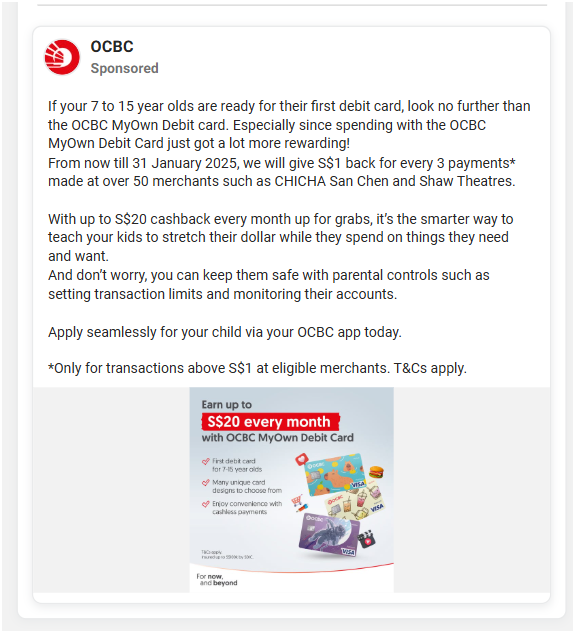 OCBC
Sponsored
If your 7 to 15 year olds are ready for their first debit card, look no further than
the OCBC MyOwn Debit card. Especially since spending with the OCBC
MyOwn Debit Card just got a lot more rewarding!
From now till 31 January 2025, we will give S$1 back for every 3 payments*
made at over 50 merchants such as CHICHA San Chen and Shaw Theatres.
With up to S$20 cashback every month up for grabs, it’s the smarter way to
teach your kids to stretch their dollar while they spend on things they need
and want.
And don’t worry, you can keep them safe with parental controls such as
setting transaction limits and monitoring their accounts.
Apply seamlessly for your child via your OCBC app today.
*Only for transactions above S$1 at eligible merchants. T&Cs apply.
Earn up to
S$20 every month
with OCBC MyOwn Debit Card
First debit card
for 7-15 year olds
Many unique card
designs to choose from
Enjoy convenience with
cashless payments
OCBC
VISA
OCBC
VISA
OCBC
VISA
T&Cs apply.
For now,
and beyond